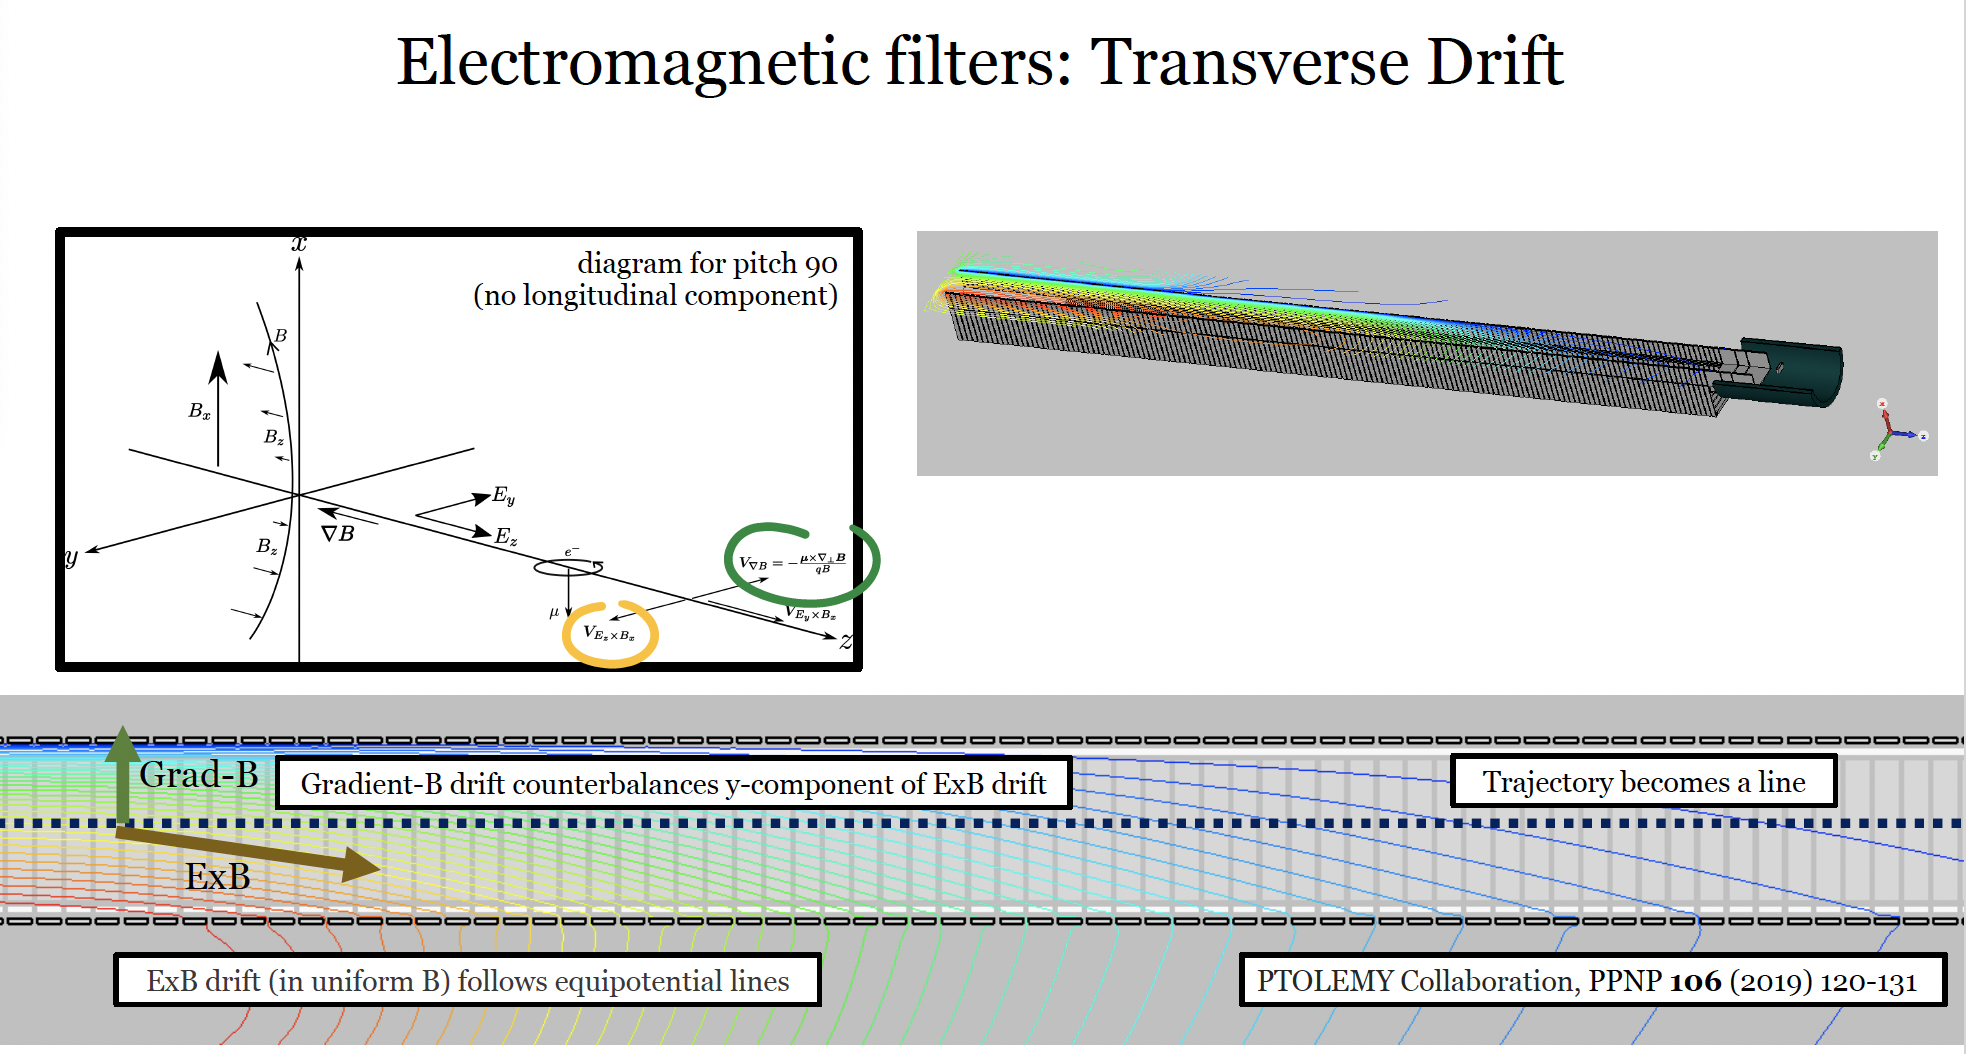 Electromagnetic filters: Transverse Drift
diagram for pitch 90
(no longitudinal component)
x
B
B_x
B_z
B_z
∇B
y
E_y
E_z
e⁻
μ
V_∇B = −(μ×∇⊥B)/(qB)
V_{E_y×B_x}
V_{E_z×B_x}
z
x
z
y
Grad-B
Gradient-B drift counterbalances y-component of ExB drift
Trajectory becomes a line
ExB
ExB drift (in uniform B) follows equipotential lines
PTOLEMY Collaboration, PPNP 106 (2019) 120-131